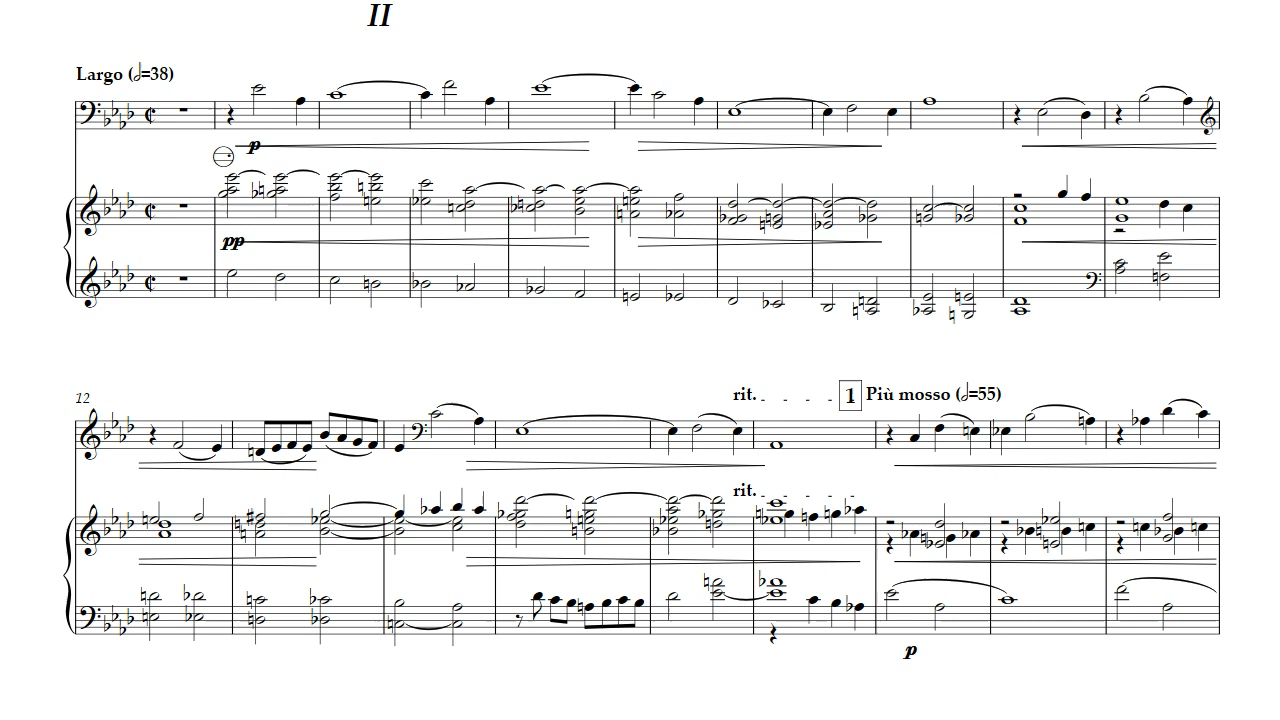 II
Largo (𝅗𝅥=38)
p
pp
12
rit.
1 Più mosso (𝅗𝅥=55)
rit.
p